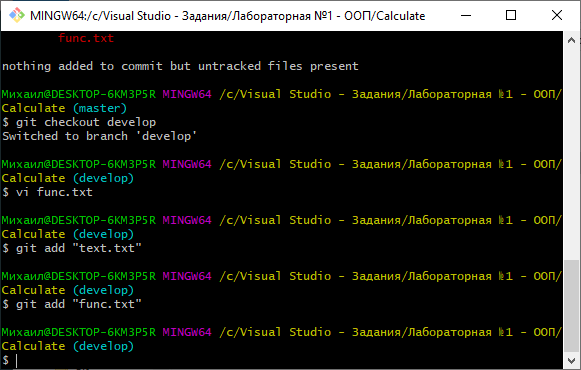 MINGW64:/c/Visual Studio - Задания/Лабораторная №1 - ООП/Calculate
func.txt
nothing added to commit but untracked files present
Михаил@DESKTOP-6KM3P5R MINGW64 /c/Visual Studio - Задания/Лабораторная №1 - ООП/
Calculate (master)
$ git checkout develop
Switched to branch 'develop'
Михаил@DESKTOP-6KM3P5R MINGW64 /c/Visual Studio - Задания/Лабораторная №1 - ООП/
Calculate (develop)
$ vi func.txt
Михаил@DESKTOP-6KM3P5R MINGW64 /c/Visual Studio - Задания/Лабораторная №1 - ООП/
Calculate (develop)
$ git add "text.txt"
Михаил@DESKTOP-6KM3P5R MINGW64 /c/Visual Studio - Задания/Лабораторная №1 - ООП/
Calculate (develop)
$ git add "func.txt"
Михаил@DESKTOP-6KM3P5R MINGW64 /c/Visual Studio - Задания/Лабораторная №1 - ООП/
Calculate (develop)
$